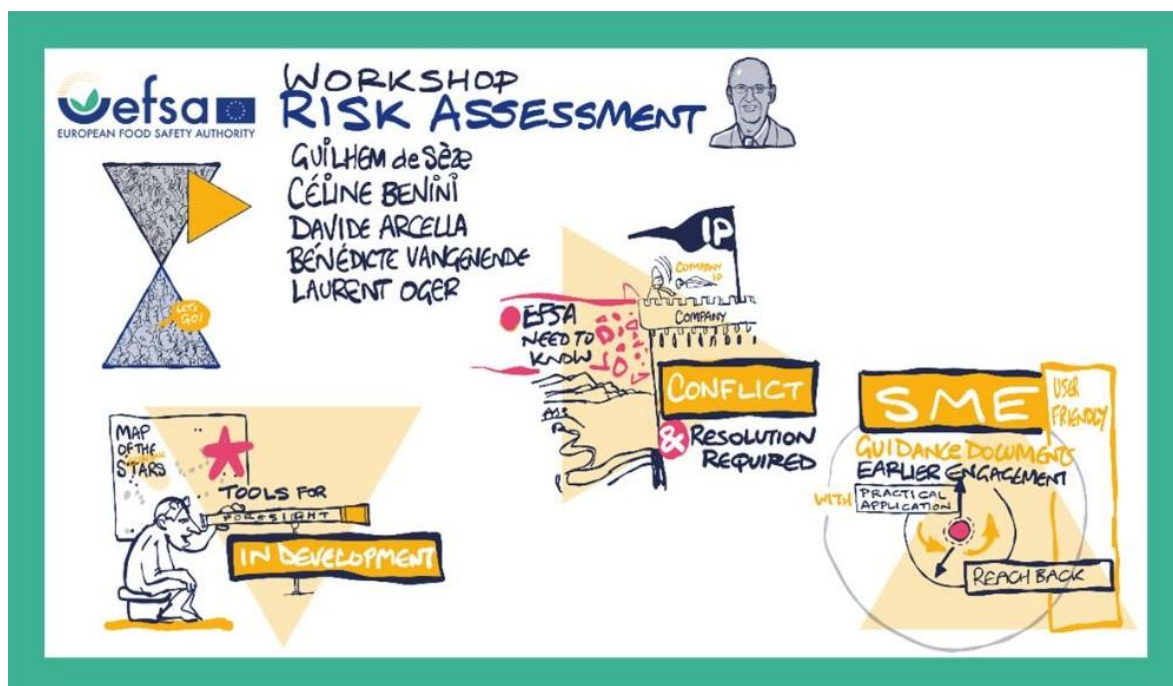 efsa
EUROPEAN FOOD SAFETY AUTHORITY
WORKSHOP
RISK ASSESSMENT
GUILHEM de SÈZE
CÉLINE BENINI
DAVIDE ARCELLA
BÉNÉDICTE VANGENENDE
LAURENT OGER
LET'S
GO!
IP
COMPANY
IP
COMPANY
EFSA
NEED TO
KNOW
CONFLICT
& RESOLUTION
REQUIRED
MAP
OF THE
STARS
TOOLS FOR
FORESIGHT
IN DEVELOPMENT
SME
USER
FRIENDLY
GUIDANCE DOCUMENTS
EARLIER ENGAGEMENT
WITH PRACTICAL
APPLICATION
REACH BACK